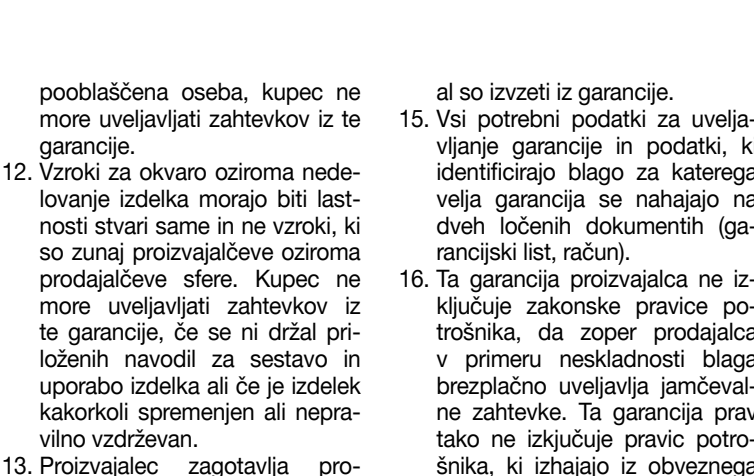 pooblaščena oseba, kupec ne
more uveljavljati zahtevkov iz te
garancije.
12. Vzroki za okvaro oziroma nede-
lovanje izdelka morajo biti last-
nosti stvari same in ne vzroki, ki
so zunaj proizvajalčeve oziroma
prodajalčeve sfere. Kupec ne
more uveljavljati zahtevkov iz
te garancije, če se ni držal pri-
loženih navodil za sestavo in
uporabo izdelka ali če je izdelek
kakorkoli spremenjen ali nepra-
vilno vzdrževan.
13. Proizvajalec zagotavlja pro-
al so izvzeti iz garancije.
15. Vsi potrebni podatki za uvelja-
vljanje garancije in podatki, ki
identificirajo blago za katerega
velja garancija se nahajajo na
dveh ločenih dokumentih (ga-
rancijski list, račun).
16. Ta garancija proizvajalca ne iz-
ključuje zakonske pravice po-
trošnika, da zoper prodajalca
v primeru neskladnosti blaga
brezplačno uveljavlja jamčeval-
ne zahtevke. Ta garancija prav
tako ne izkjučuje pravic potro-
šnika, ki izhajajo iz obveznega